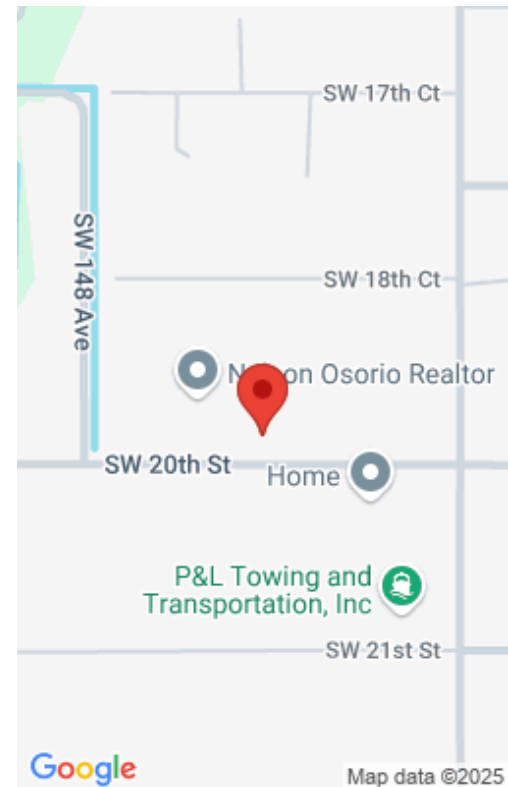 SW 17th Ct
SW 148 Ave
SW 18th Ct
Osorio Realtor
SW 20th St
Home
P&L Towing and
Transportation, Inc
SW 21st St
Google
Map data ©2025